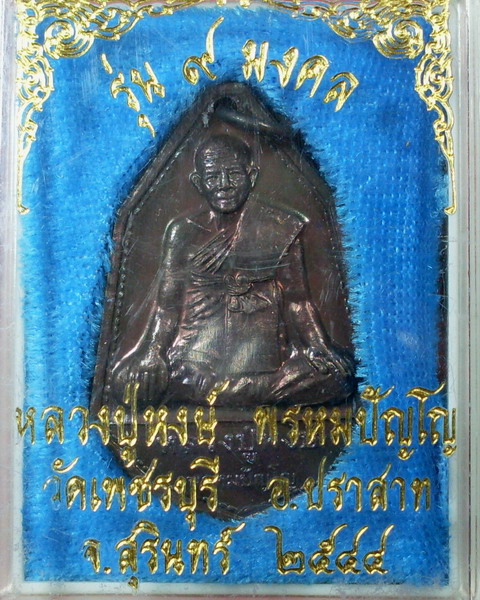 รุ่น ๙ มงคล
หลวงปู่หงษ์ พรหมปัญโญ
วัดเพชรบุรี อ.ปราสาท
จ.สุรินทร์ ๒๕๔๔